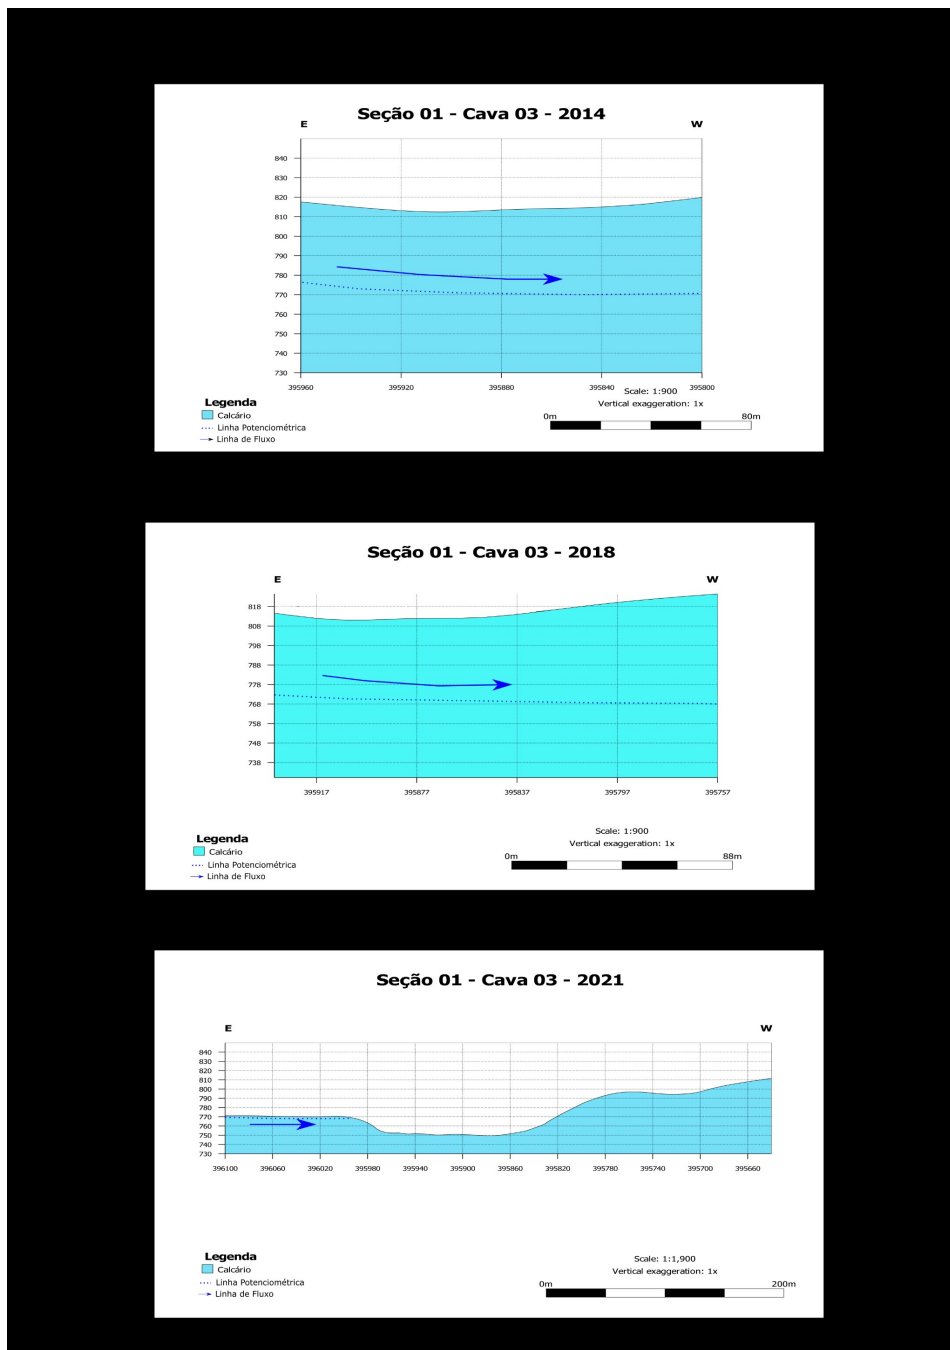 Seção 01 - Cava 03 - 2014
E W
840
830
820
810
800
790
780
770
760
750
740
730
395960 395920 395880 395840 395800
Scale: 1:900
Vertical exaggeration: 1x
0m 80m
Legenda
Calcário
Linha Potenciométrica
Linha de Fluxo
Seção 01 - Cava 03 - 2018
E W
818
808
798
788
778
768
758
748
738
395917 395877 395837 395797 395757
Scale: 1:900
Vertical exaggeration: 1x
0m 88m
Legenda
Calcário
Linha Potenciométrica
Linha de Fluxo
Seção 01 - Cava 03 - 2021
E W
840
830
820
810
800
790
780
770
760
750
740
730
396100 396060 396020 395980 395940 395900 395860 395820 395780 395740 395700 395660
Scale: 1:1,900
Vertical exaggeration: 1x
0m 200m
Legenda
Calcário
Linha Potenciométrica
Linha de Fluxo